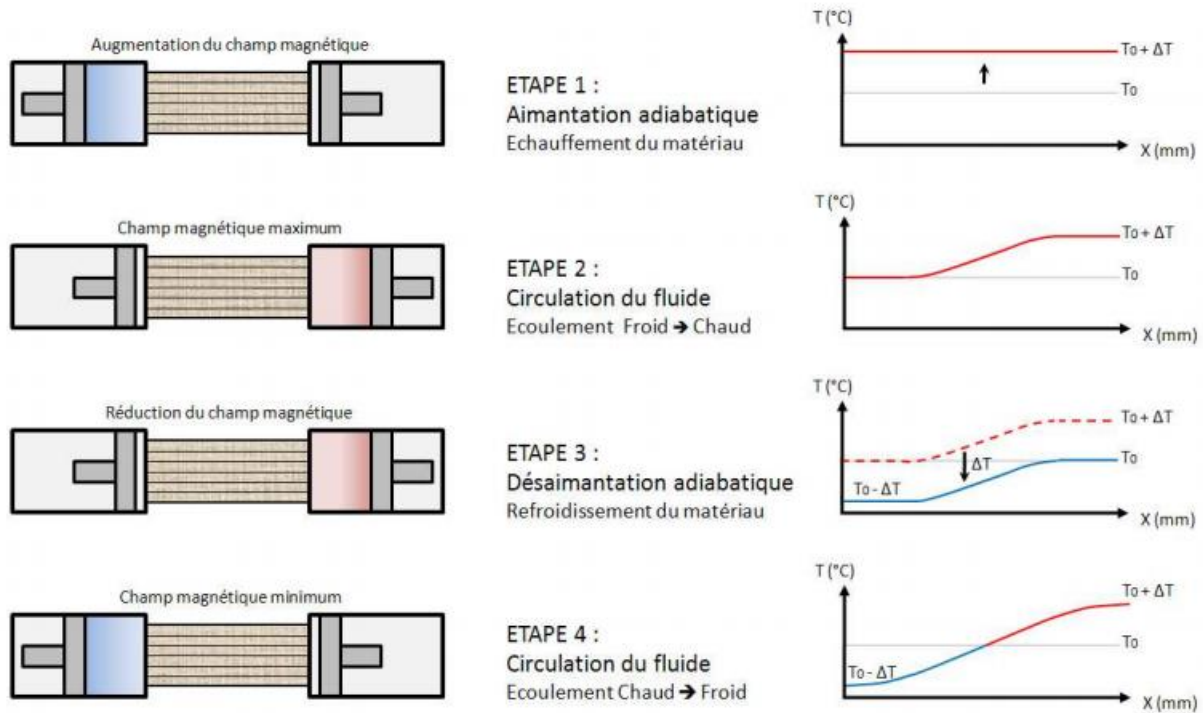 Augmentation du champ magnétique
ETAPE 1 :
Aimantation adiabatique
Echauffement du matériau
T (°C)
To + ΔT
To
X (mm)
Champ magnétique maximum
ETAPE 2 :
Circulation du fluide
Ecoulement Froid ➔ Chaud
T (°C)
To + ΔT
To
X (mm)
Réduction du champ magnétique
ETAPE 3 :
Désaimantation adiabatique
Refroidissement du matériau
T (°C)
To + ΔT
To
ΔT
To - ΔT
X (mm)
Champ magnétique minimum
ETAPE 4 :
Circulation du fluide
Ecoulement Chaud ➔ Froid
T (°C)
To + ΔT
To
To - ΔT
X (mm)